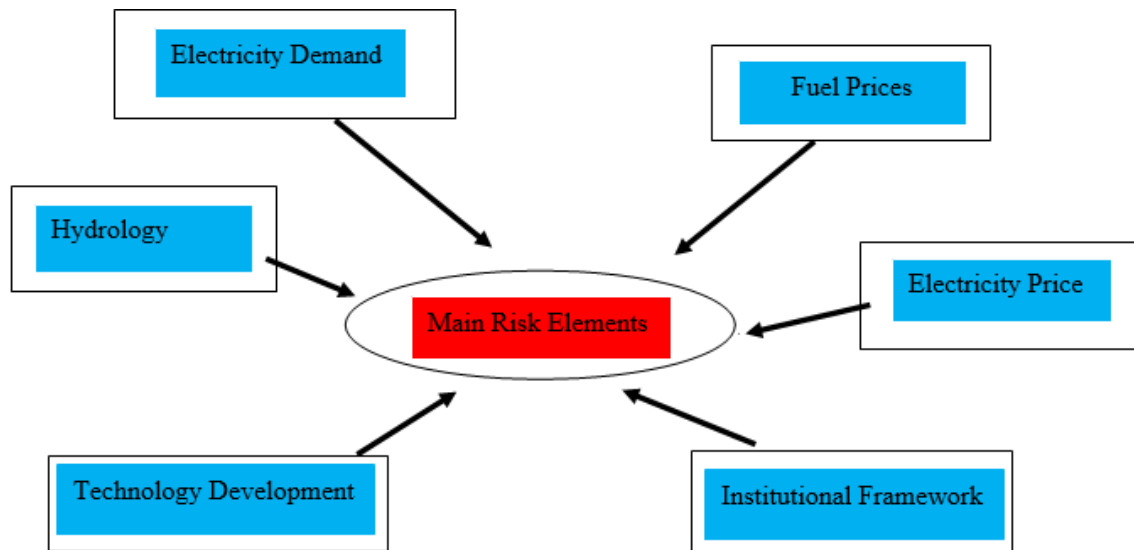 Electricity Demand
Fuel Prices
Hydrology
Electricity Price
Main Risk Elements
Technology Development
Institutional Framework